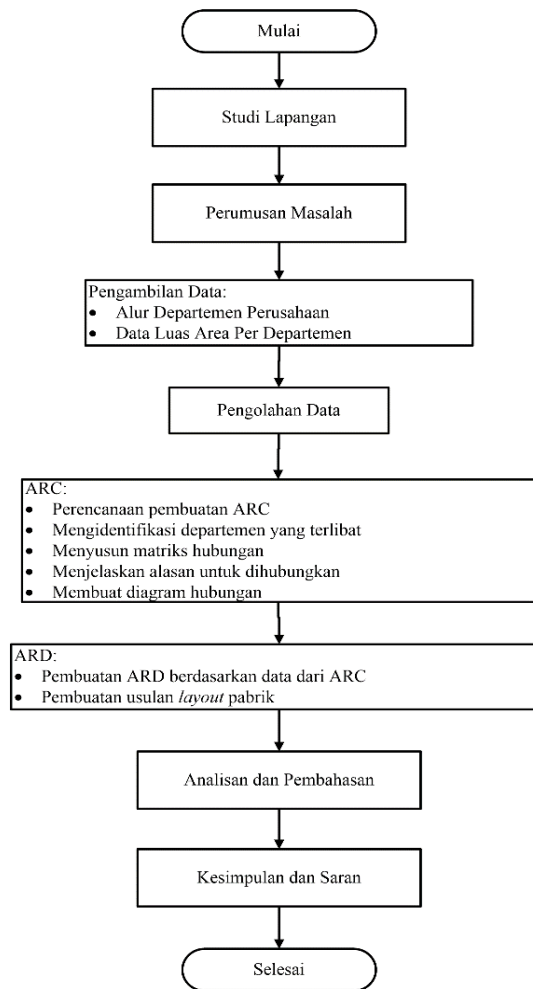 Mulai
Studi Lapangan
Perumusan Masalah
Pengambilan Data:
• Alur Departemen Perusahaan
• Data Luas Area Per Departemen
Pengolahan Data
ARC:
• Perencanaan pembuatan ARC
• Mengidentifikasi departemen yang terlibat
• Menyusun matriks hubungan
• Menjelaskan alasan untuk dihubungkan
• Membuat diagram hubungan
ARD:
• Pembuatan ARD berdasarkan data dari ARC
• Pembuatan usulan layout pabrik
Analisan dan Pembahasan
Kesimpulan dan Saran
Selesai